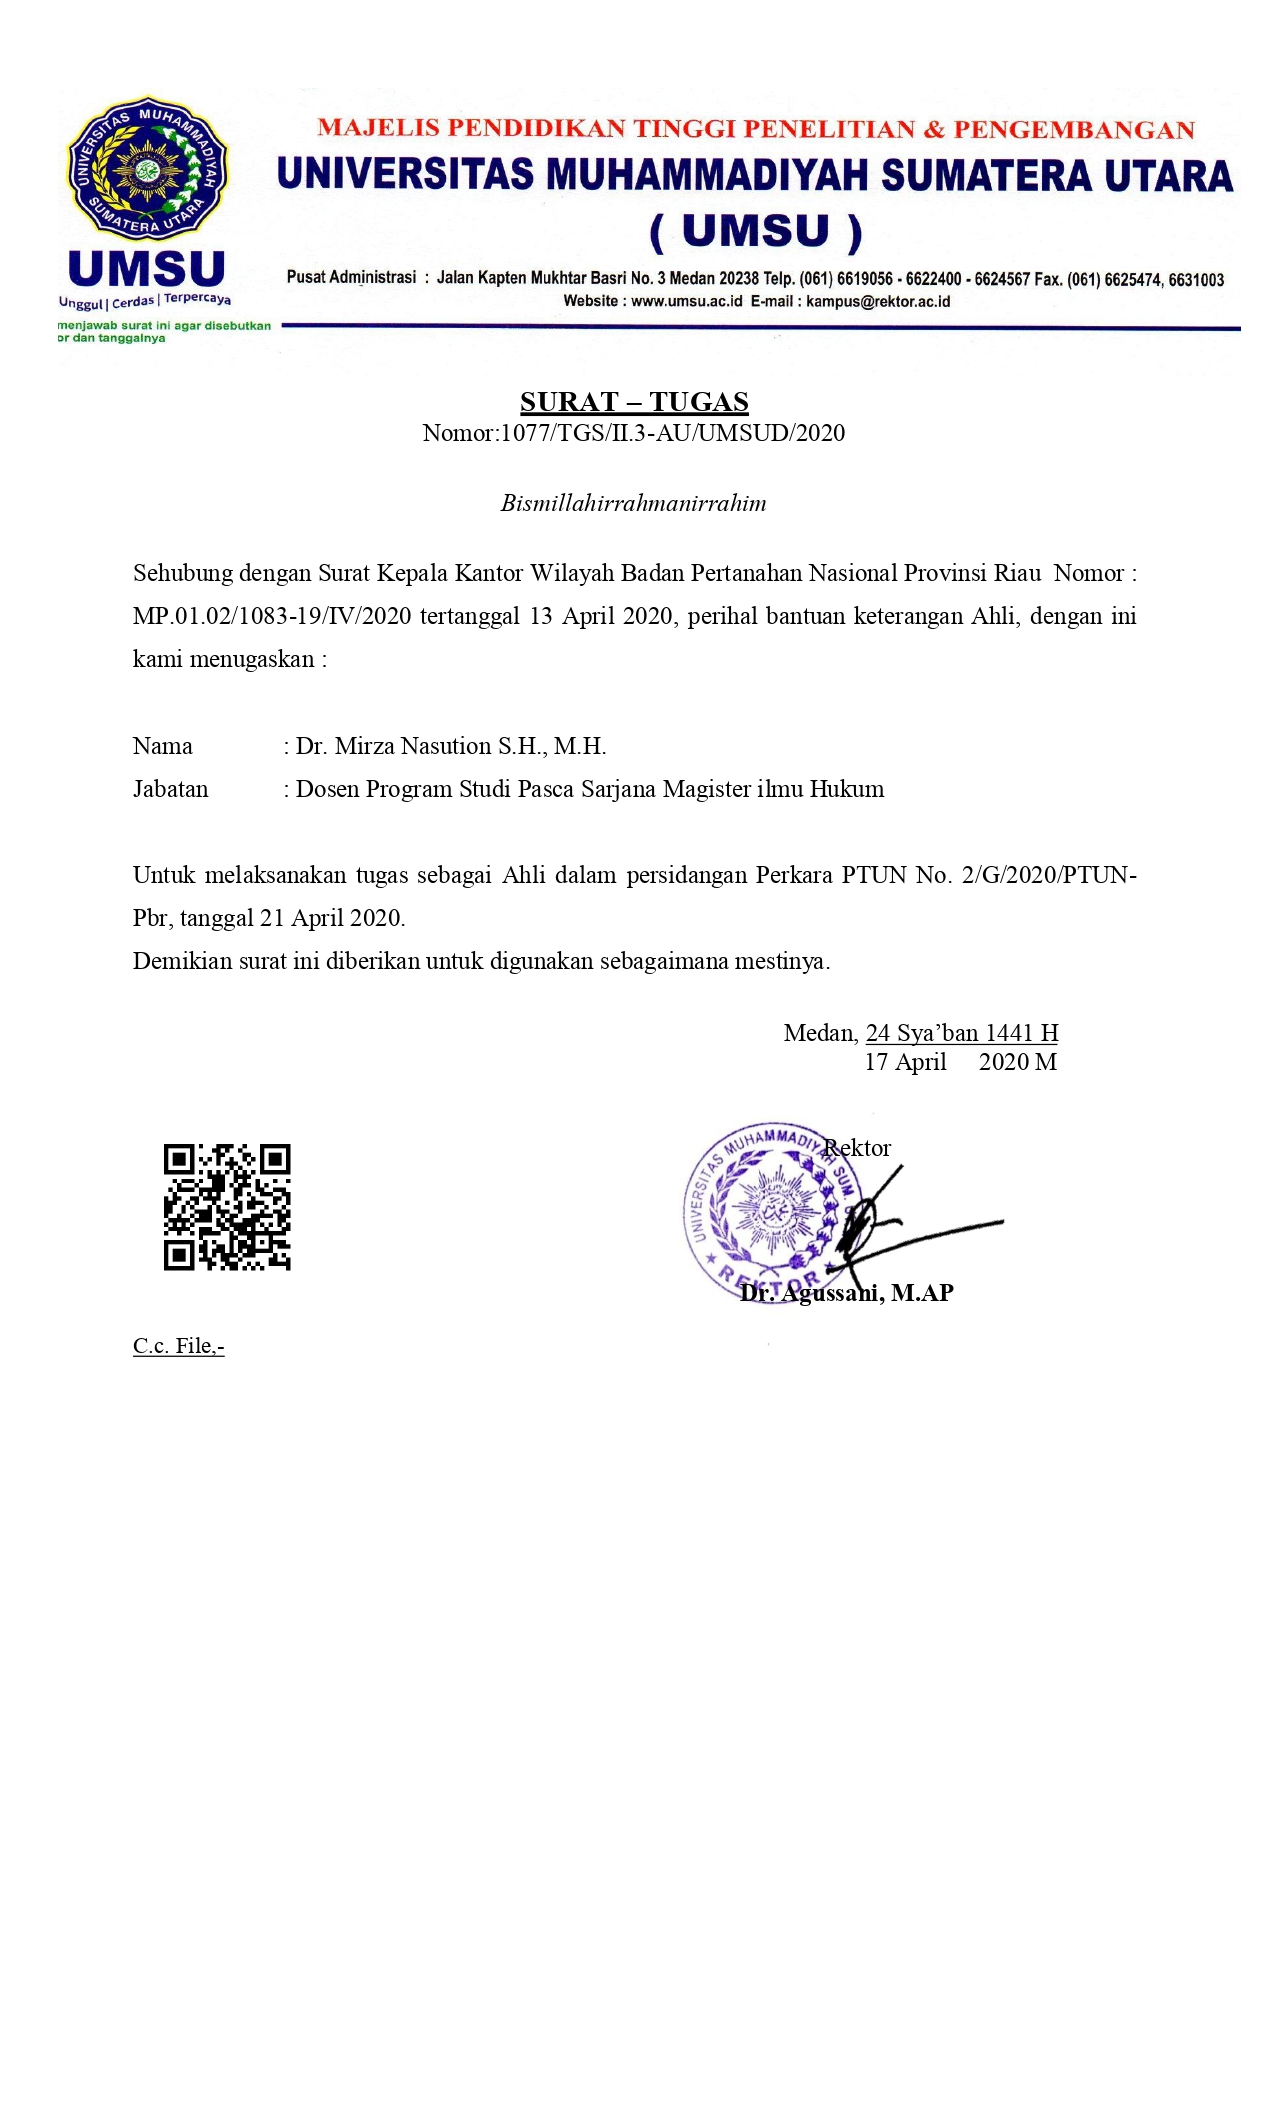 UNIVERSITAS MUHAMMADIYAH
SUMATERA UTARA
UMSU
Unggul | Cerdas | Terpercaya
menjawab surat ini agar disebutkan
or dan tanggalnya
MAJELIS PENDIDIKAN TINGGI PENELITIAN & PENGEMBANGAN
UNIVERSITAS MUHAMMADIYAH SUMATERA UTARA
( UMSU )
Pusat Administrasi : Jalan Kapten Mukhtar Basri No. 3 Medan 20238 Telp. (061) 6619056 - 6622400 - 6624567 Fax. (061) 6625474, 6631003
Website : www.umsu.ac.id E-mail : kampus@rektor.ac.id
SURAT – TUGAS
Nomor:1077/TGS/II.3-AU/UMSUD/2020
Bismillahirrahmanirrahim
Sehubung dengan Surat Kepala Kantor Wilayah Badan Pertanahan Nasional Provinsi Riau Nomor :
MP.01.02/1083-19/IV/2020 tertanggal 13 April 2020, perihal bantuan keterangan Ahli, dengan ini
kami menugaskan :
Nama : Dr. Mirza Nasution S.H., M.H.
Jabatan : Dosen Program Studi Pasca Sarjana Magister ilmu Hukum
Untuk melaksanakan tugas sebagai Ahli dalam persidangan Perkara PTUN No. 2/G/2020/PTUN-
Pbr, tanggal 21 April 2020.
Demikian surat ini diberikan untuk digunakan sebagaimana mestinya.
Medan, 24 Sya’ban 1441 H
17 April 2020 M
Rektor
UNIVERSITAS MUHAMMADIYAH SUM.
REKTOR
Dr. Agussani, M.AP
C.c. File,-